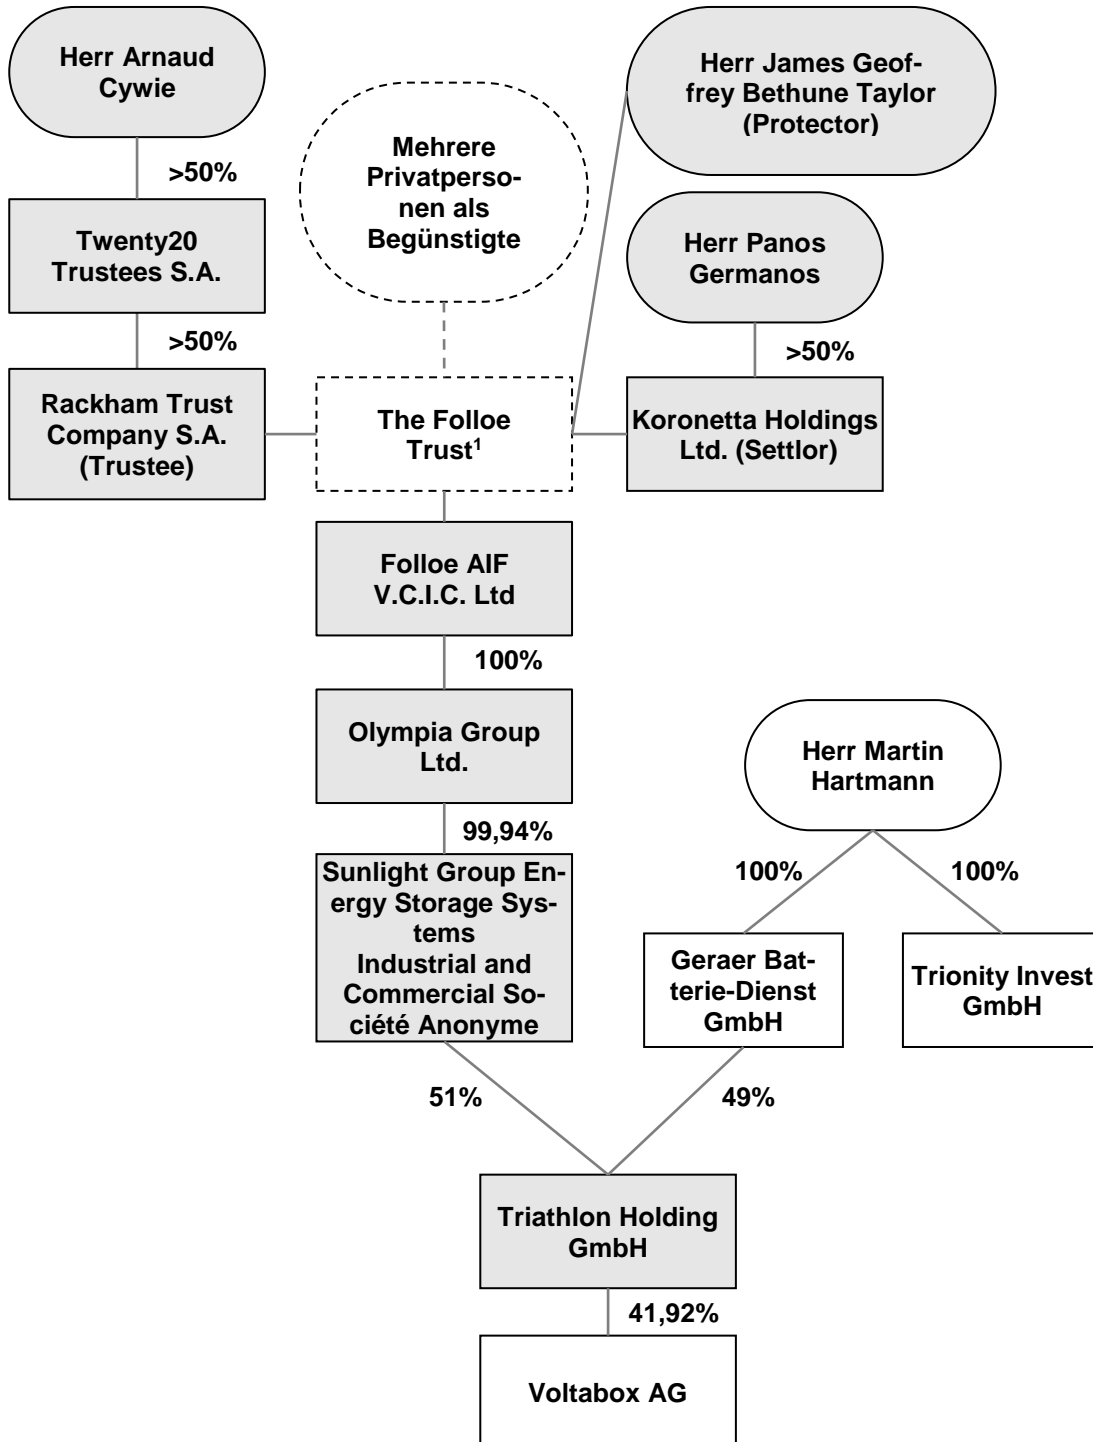 Herr Arnaud
Cywie
>50%
Twenty20
Trustees S.A.
>50%
Rackham Trust
Company S.A.
(Trustee)
Mehrere
Privatperso-
nen als
Begünstigte
The Folloe
Trust¹
Herr James Geof-
frey Bethune Taylor
(Protector)
Herr Panos
Germanos
>50%
Koronetta Holdings
Ltd. (Settlor)
Folloe AIF
V.C.I.C. Ltd
100%
Olympia Group
Ltd.
99,94%
Sunlight Group En-
ergy Storage Sys-
tems
Industrial and
Commercial So-
ciété Anonyme
Herr Martin
Hartmann
100%
100%
Geraer Bat-
terie-Dienst
GmbH
Trionity Invest
GmbH
51%
49%
Triathlon Holding
GmbH
41,92%
Voltabox AG